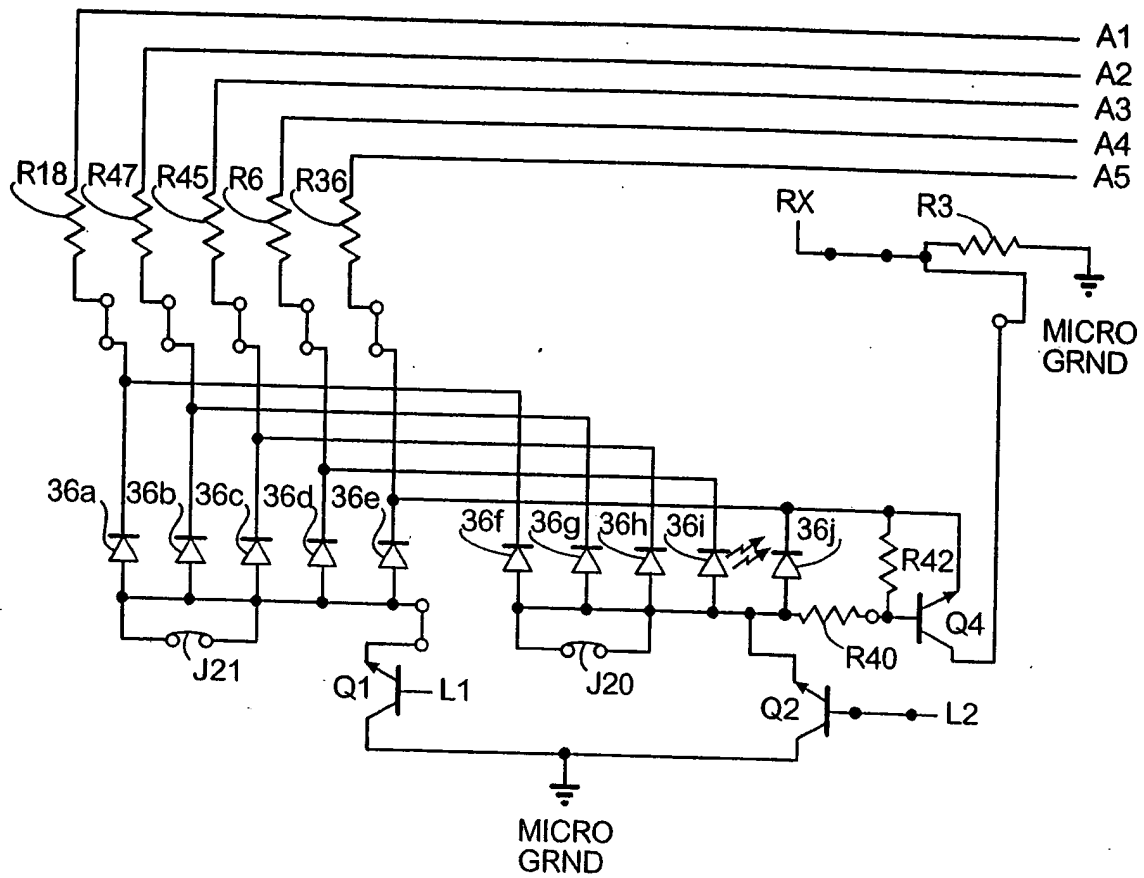 A1
A2
A3
A4
A5
R18
R47
R45
R6
R36
RX
R3
MICRO
GRND
36a
36b
36c
36d
36e
36f
36g
36h
36i
36j
R42
Q4
R40
J21
J20
Q1
L1
Q2
L2
MICRO
GRND